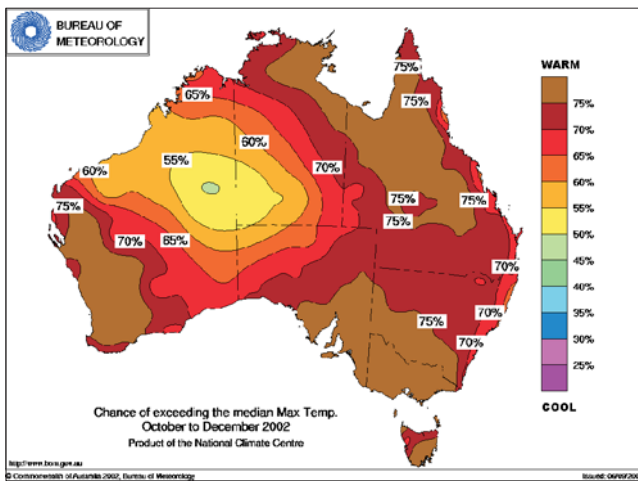 BUREAU OF
METEOROLOGY
75%
75%
65%
60%
55%
70%
60%
75%
75%
75%
75%
70%
65%
70%
75%
70%
70%
WARM
75%
70%
65%
60%
55%
50%
45%
40%
35%
30%
25%
COOL
Chance of exceeding the median Max Temp.
October to December 2002
Product of the National Climate Centre
http://www.bom.gov.au
© Commonwealth of Australia 2002, Bureau of Meteorology
Issued: